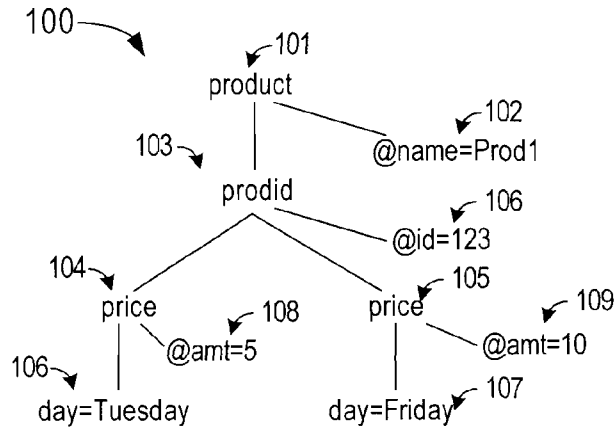 100
101
product
102
103
@name=Prod1
prodid
106
@id=123
104
105
109
price
108
price
@amt=5
@amt=10
106
107
day=Tuesday
day=Friday